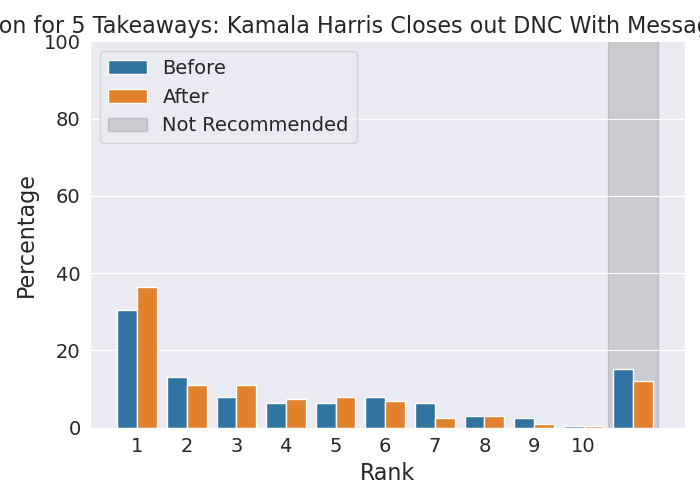 on for 5 Takeaways: Kamala Harris Closes out DNC With Messag
100
80
60
40
20
0
Percentage
Before
After
Not Recommended
1 2 3 4 5 6 7 8 9 10
Rank